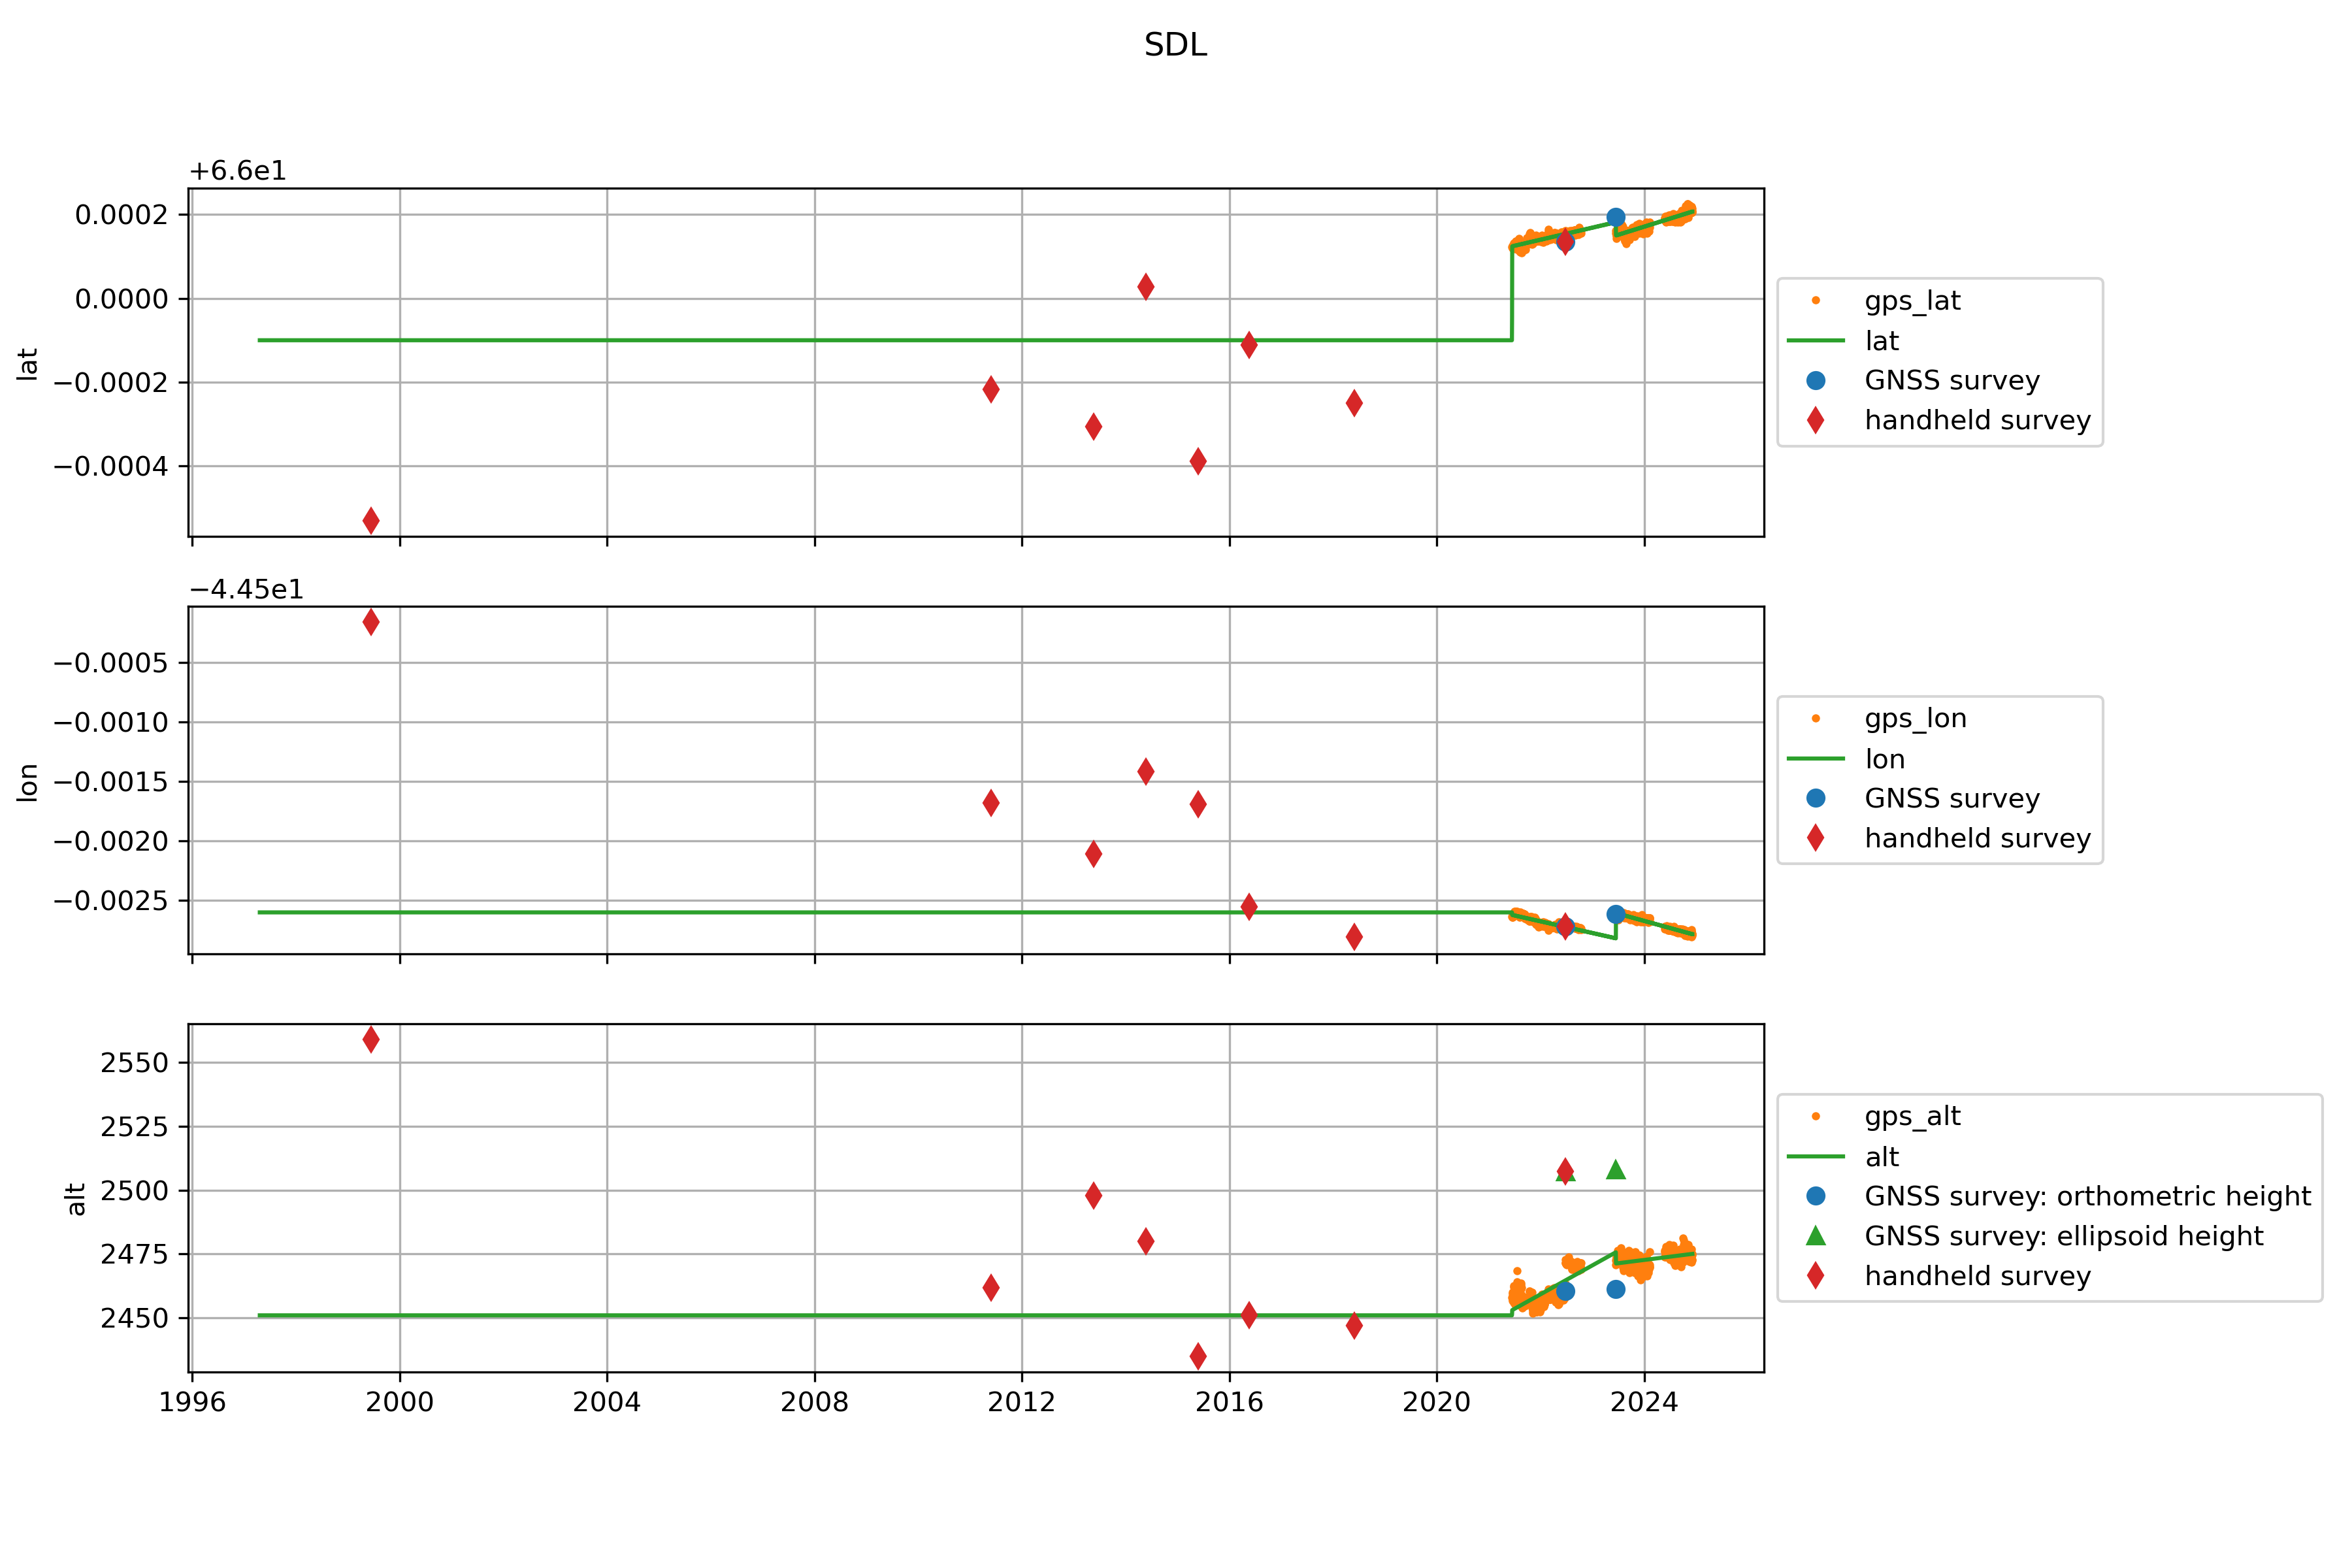 SDL
+6.6e1
0.0002
0.0000
−0.0002
−0.0004
lat
gps_lat
lat
GNSS survey
handheld survey
−4.45e1
−0.0005
−0.0010
−0.0015
−0.0020
−0.0025
lon
gps_lon
lon
GNSS survey
handheld survey
2550
2525
2500
2475
2450
alt
gps_alt
alt
GNSS survey: orthometric height
GNSS survey: ellipsoid height
handheld survey
1996 2000 2004 2008 2012 2016 2020 2024